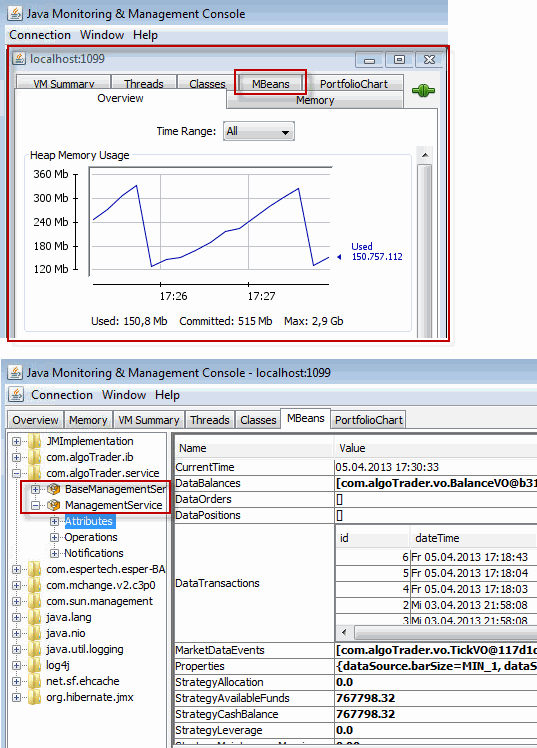 Java Monitoring & Management Console
Connection Window Help
localhost:1099
VM Summary Threads Classes MBeans PortfolioChart
Overview Memory
Time Range: All
Heap Memory Usage
360 Mb
300 Mb
240 Mb
180 Mb
120 Mb
Used
150.757.112
17:26 17:27
Used: 150,8 Mb Committed: 515 Mb Max: 2,9 Gb
Java Monitoring & Management Console - localhost:1099
Connection Window Help
Overview Memory VM Summary Threads Classes MBeans PortfolioChart
JMImplementation
com.algoTrader.ib
com.algoTrader.service
BaseManagementSer
ManagementService
Attributes
Operations
Notifications
com.espertech.esper-BA
com.mchange.v2.c3p0
com.sun.management
java.lang
java.nio
java.util.logging
log4j
net.sf.ehcache
org.hibernate.jmx
Name Value
CurrentTime 05.04.2013 17:30:33
DataBalances [com.algoTrader.vo.BalanceVO@b31
DataOrders []
DataPositions []
DataTransactions
id dateTime
6 Fr 05.04.2013 17:18:43
5 Fr 05.04.2013 17:18:04
4 Fr 05.04.2013 17:18:03
2 Mi 03.04.2013 21:58:08
3 Mi 03.04.2013 21:58:08
MarketDataEvents [com.algoTrader.vo.TickVO@117d1d
Properties {dataSource.barSize=MIN_1, dataS
StrategyAllocation 0.0
StrategyAvailableFunds 767798.32
StrategyCashBalance 767798.32
StrategyLeverage 0.0